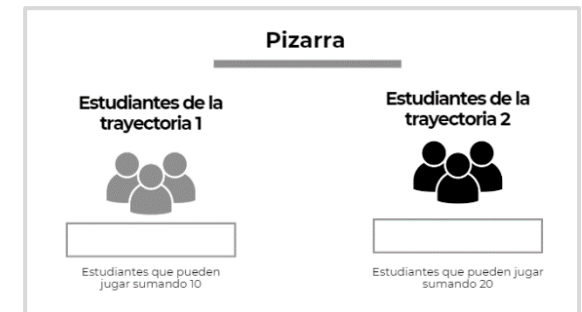 Pizarra
Estudiantes de la
trayectoria 1
Estudiantes que pueden
jugar sumando 10
Estudiantes de la
trayectoria 2
Estudiantes que pueden jugar
sumando 20